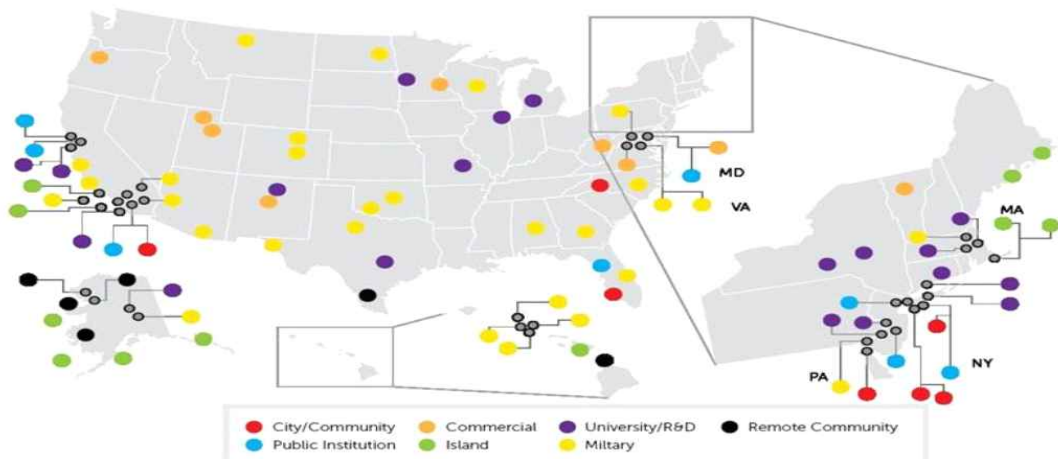 MD
VA
MA
NY
PA
City/Community Commercial University/R&D Remote Community
Public Institution Island Miltary